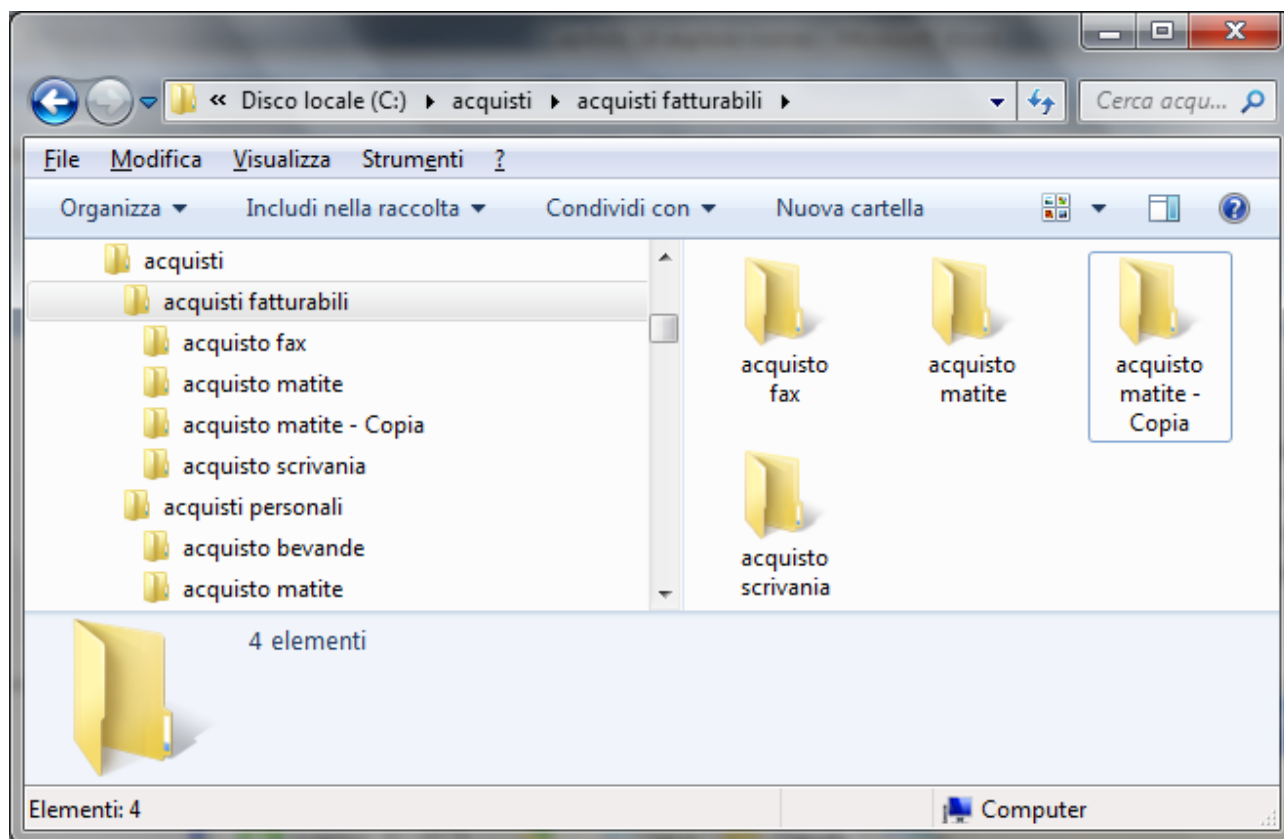 « Disco locale (C:) acquisti acquisti fatturabili
Cerca acqu...
File Modifica Visualizza Strumenti ?
Organizza Includi nella raccolta Condividi con Nuova cartella
acquisti
acquisti fatturabili
acquisto fax
acquisto matite
acquisto matite - Copia
acquisto scrivania
acquisti personali
acquisto bevande
acquisto matite
acquisto
fax
acquisto
matite
acquisto
matite -
Copia
acquisto
scrivania
4 elementi
Elementi: 4
Computer